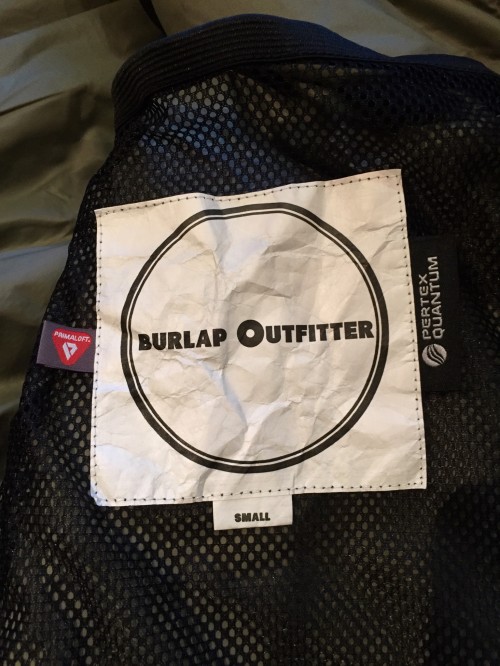 BURLAP OUTFITTER
PRIMALOFT
PERTEX
QUANTUM
SMALL